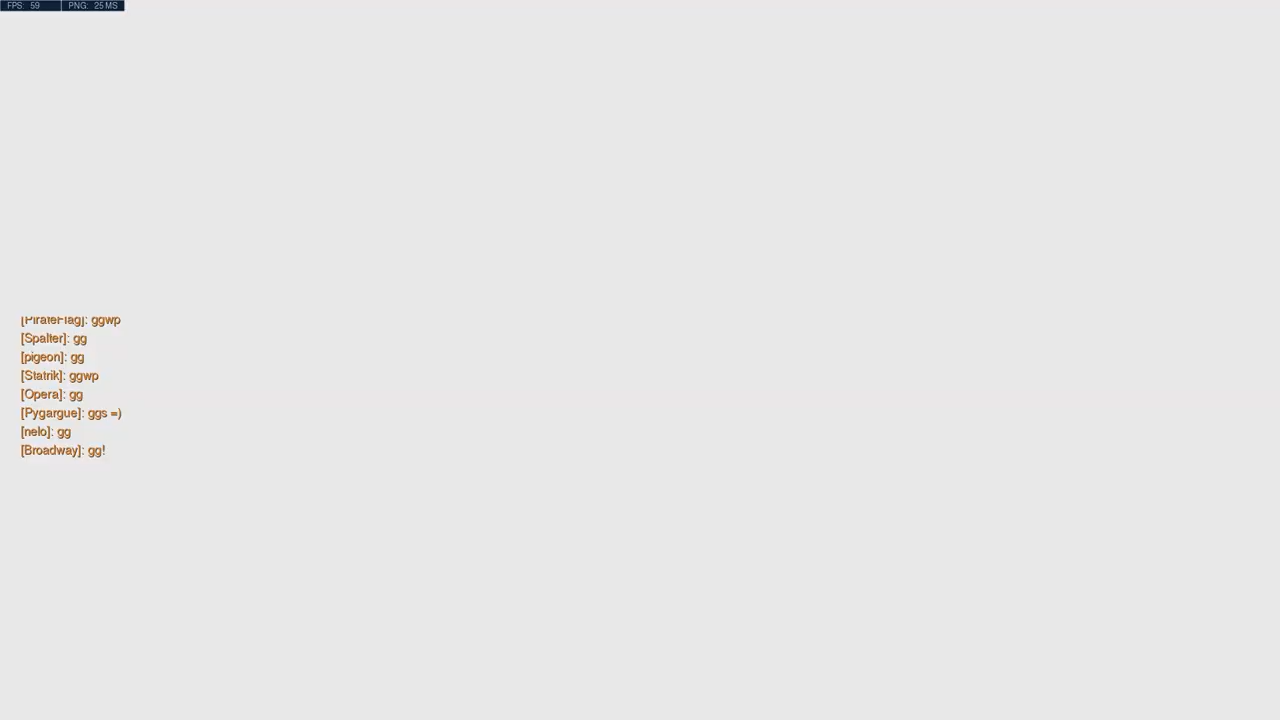 FPS: 59 PNG: 25 MS
[PirateFlag]: ggwp
[Spalter]: gg
[pigeon]: gg
[Statrik]: ggwp
[Opera]: gg
[Pygargue]: ggs =)
[nelo]: gg
[Broadway]: gg!